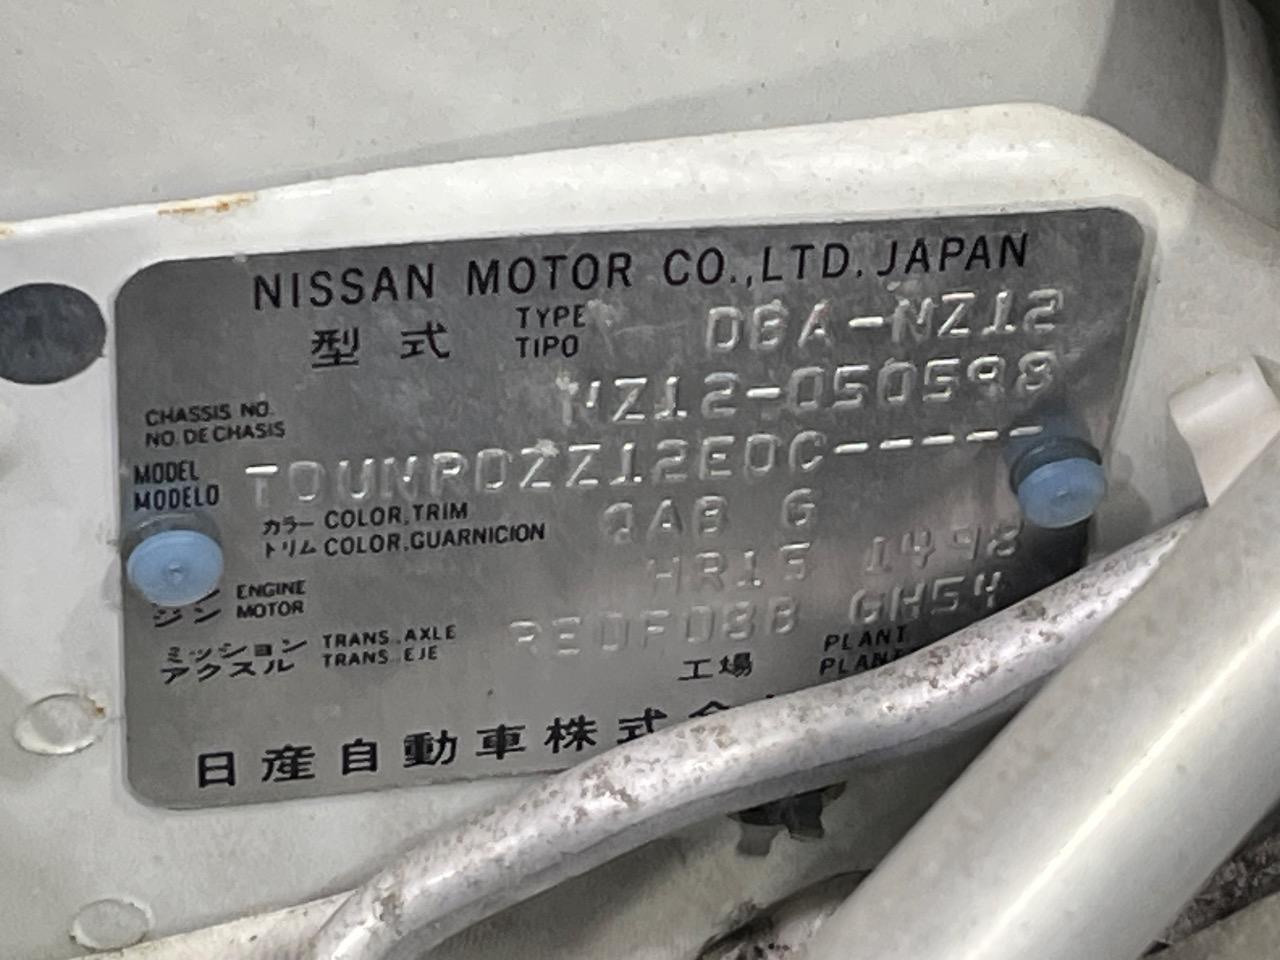 NISSAN MOTOR CO.,LTD. JAPAN
型式 TYPE TIPO DBA-NZ12
CHASSIS NO. NO. DE CHASIS NZ12-050598
MODEL MODELO TDUNRDZZ12EDC-----
カラー COLOR,TRIM トリム COLOR,GUARNICION QAB G
ジン ENGINE MOTOR HR15 1498
ミッション アクスル TRANS. AXLE TRANS. EJE RE0F08B GH54
工場 PLANT
日産自動車株式